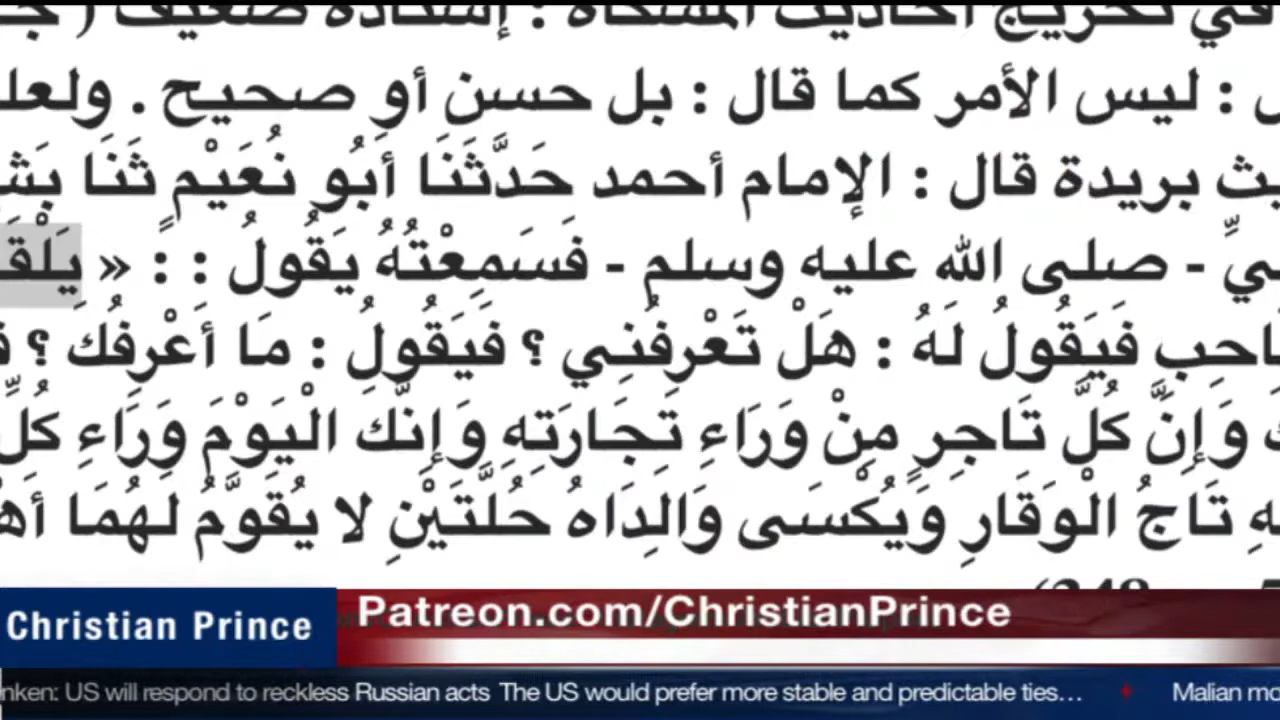 في تخريج أحاديث المشكاة : إسناده ضعيف ( جـ
: ليس الأمر كما قال : بل حسن أو صحيح . ولعل
بريدة قال : الإمام أحمد حَدَّثَنَا أَبُو نُعَيْمٍ ثَنَا
- صلى الله عليه وسلم - فَسَمِعْتُهُ يَقُولُ : : « يَلْقَ
فَيَقُولُ لَهُ : هَلْ تَعْرِفُنِي ؟ فَيَقُولُ : مَا أَعْرِفُكَ ؟
وَإِنَّ كُلَّ تَاجِرٍ مِنْ وَرَاءِ تِجَارَتِهِ وَإِنَّكَ الْيَوْمَ وَرَاءِ كُلِّ
تَاجُ الْوَقَارِ وَيُكْسَى وَالِدَاهُ حُلَّتَيْنِ لا يُقَوَّمُ لَهُمَا
Christian Prince
Patreon.com/ChristianPrince
nken: US will respond to reckless Russian acts The US would prefer more stable and predictable ties… Malian mo